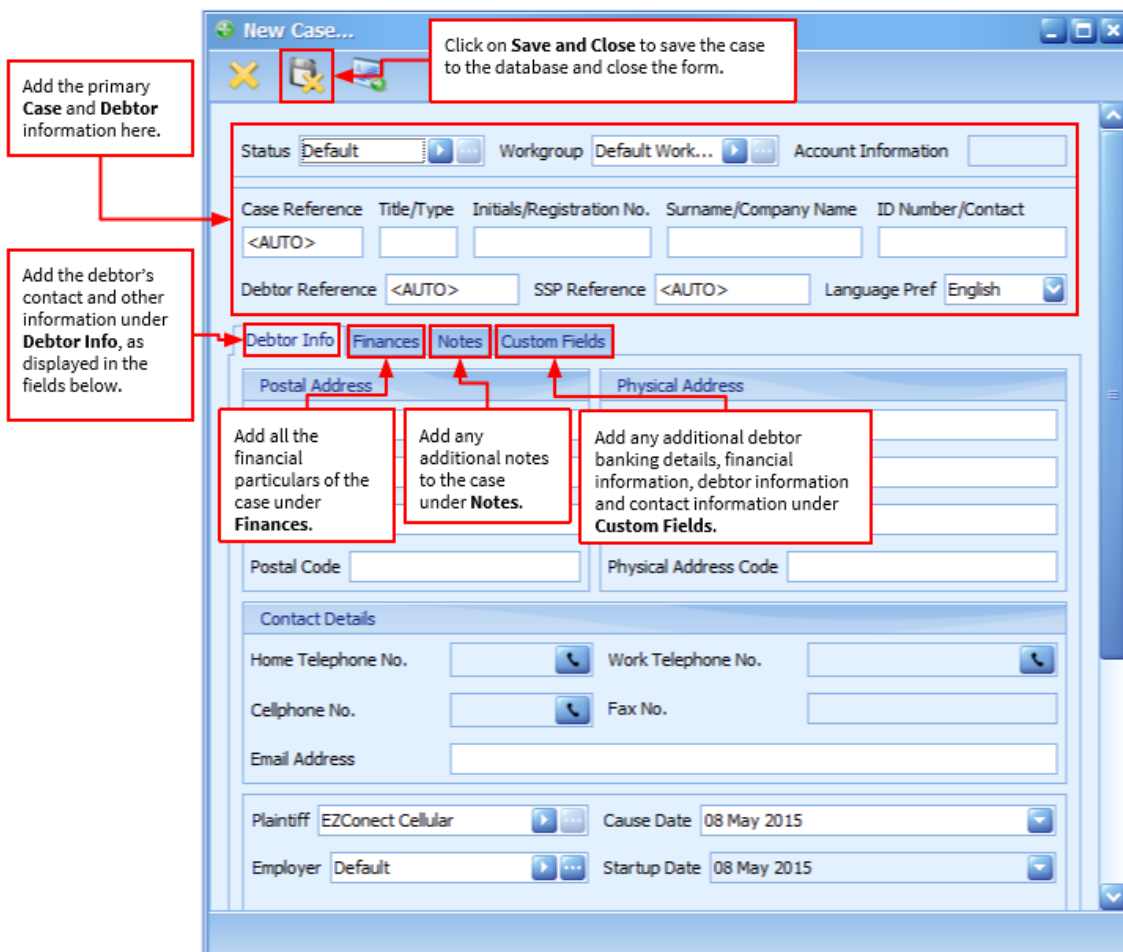 New Case...
Click on Save and Close to save the case
to the database and close the form.
Add the primary
Case and Debtor
information here.
Status Default Workgroup Default Work... Account Information
Case Reference Title/Type Initials/Registration No. Surname/Company Name ID Number/Contact
<AUTO>
Debtor Reference <AUTO> SSP Reference <AUTO> Language Pref English
Add the debtor's
contact and other
information under
Debtor Info, as
displayed in the
fields below.
Debtor Info Finances Notes Custom Fields
Postal Address Physical Address
Add all the
financial
particulars of the
case under
Finances.
Add any
additional notes
to the case
under Notes.
Add any additional debtor
banking details, financial
information, debtor information
and contact information under
Custom Fields.
Postal Code Physical Address Code
Contact Details
Home Telephone No. Work Telephone No.
Cellphone No. Fax No.
Email Address
Plaintiff EZConect Cellular Cause Date 08 May 2015
Employer Default Startup Date 08 May 2015